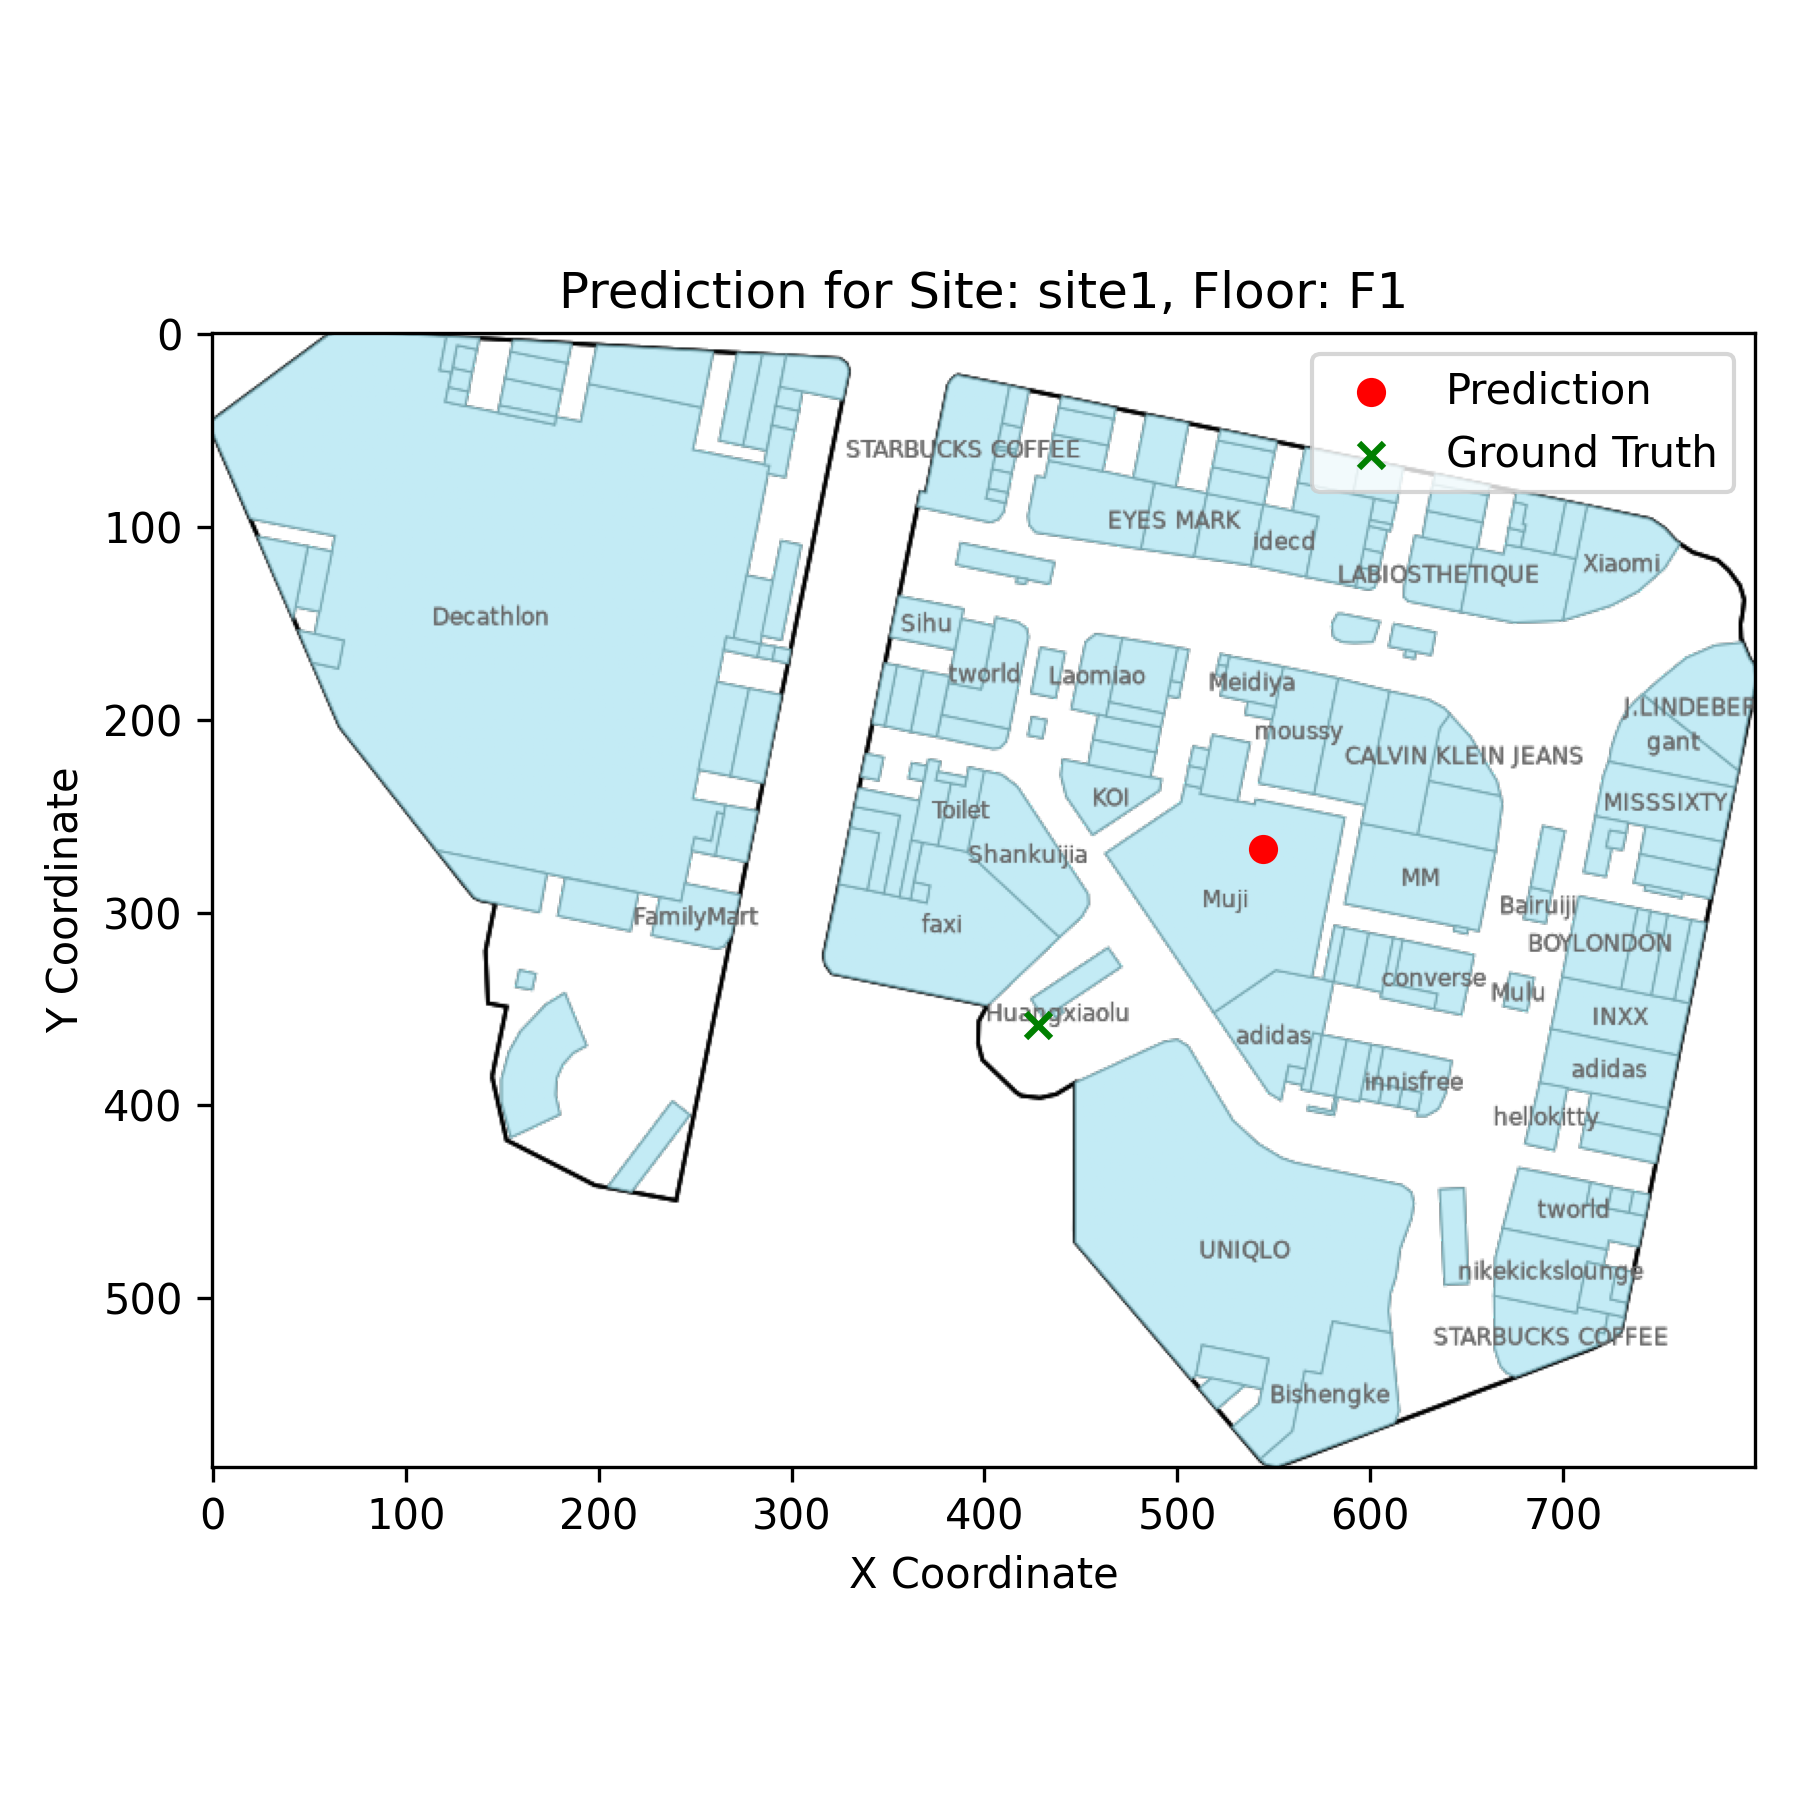 Prediction for Site: site1, Floor: F1
Prediction
Ground Truth
0
100
200
300
400
500
Y Coordinate
STARBUCKS COFFEE
EYES MARK
idecd
LABIOSTHETIQUE
Xiaomi
Decathlon
Sihu
tworld
Laomiao
Meidiya
moussy
J.LINDEBER
gant
CALVIN KLEIN JEANS
KOI
MISSSIXTY
Toilet
Shankuijia
MM
Muji
Bairuiji
FamilyMart
faxi
BOYLONDON
converse
Mulu
Huangxiaolu
INXX
adidas
adidas
innisfree
hellokitty
tworld
UNIQLO
nikekickslounge
STARBUCKS COFFEE
Bishengke
0 100 200 300 400 500 600 700
X Coordinate